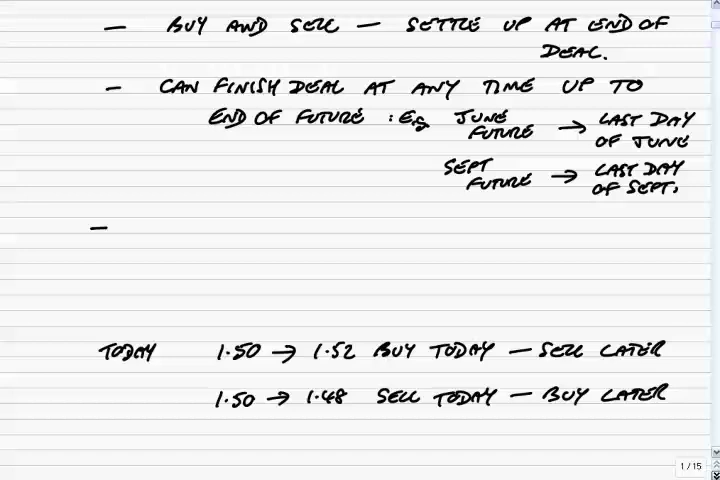 — BUY AND SELL — SETTLE UP AT END OF
DEAL.
— CAN FINISH DEAL AT ANY TIME UP TO
END OF FUTURE : E.g JUNE FUTURE → LAST DAY OF JUNE
SEPT FUTURE → LAST DAY OF SEPT.
—
TODAY 1.50 → 1.52 BUY TODAY — SELL LATER
1.50 → 1.48 SELL TODAY — BUY LATER
1 / 15